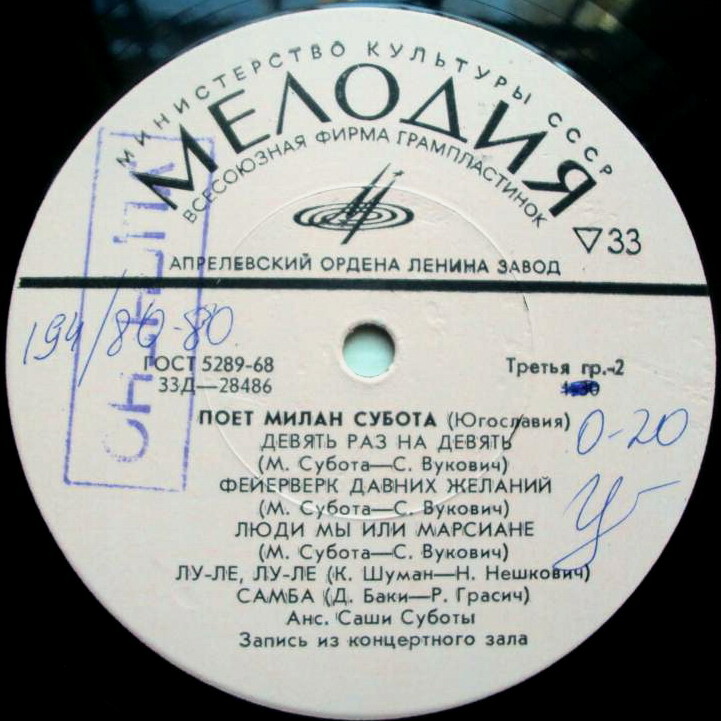 МИНИСТЕРСТВО КУЛЬТУРЫ СССР
МЕЛОДИЯ
ВСЕСОЮЗНАЯ ФИРМА ГРАМПЛАСТИНОК
▽33
АПРЕЛЕВСКИЙ ОРДЕНА ЛЕНИНА ЗАВОД
194/80-80
ГОСТ 5289-68
Третья гр.-2
33Д—28486
ПОЕТ МИЛАН СУБОТА (Югославия)
0-20
ДЕВЯТЬ РАЗ НА ДЕВЯТЬ
(М. Субота—С. Вукович)
ФЕЙЕРВЕРК ДАВНИХ ЖЕЛАНИЙ
(М. Субота—С. Вукович)
ЛЮДИ МЫ ИЛИ МАРСИАНЕ
(М. Субота—С. Вукович)
ЛУ-ЛЕ, ЛУ-ЛЕ (К. Шуман—Н. Нешкович)
САМБА (Д. Баки—Р. Грасич)
Анс. Саши Суботы
Запись из концертного зала